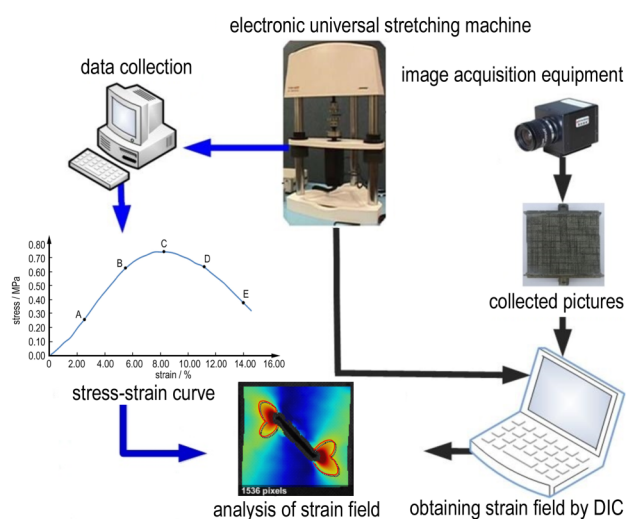 electronic universal stretching machine
data collection
image acquisition equipment
0.80
0.70
0.60
0.50
0.40
0.30
0.20
0.10
0.00
stress / MPa
A
B
C
D
E
0 2.00 4.00 6.00 8.00 10.00 12.00 14.00 16.00
strain / %
collected pictures
stress-strain curve
1536 pixels
analysis of strain field
obtaining strain field by DIC